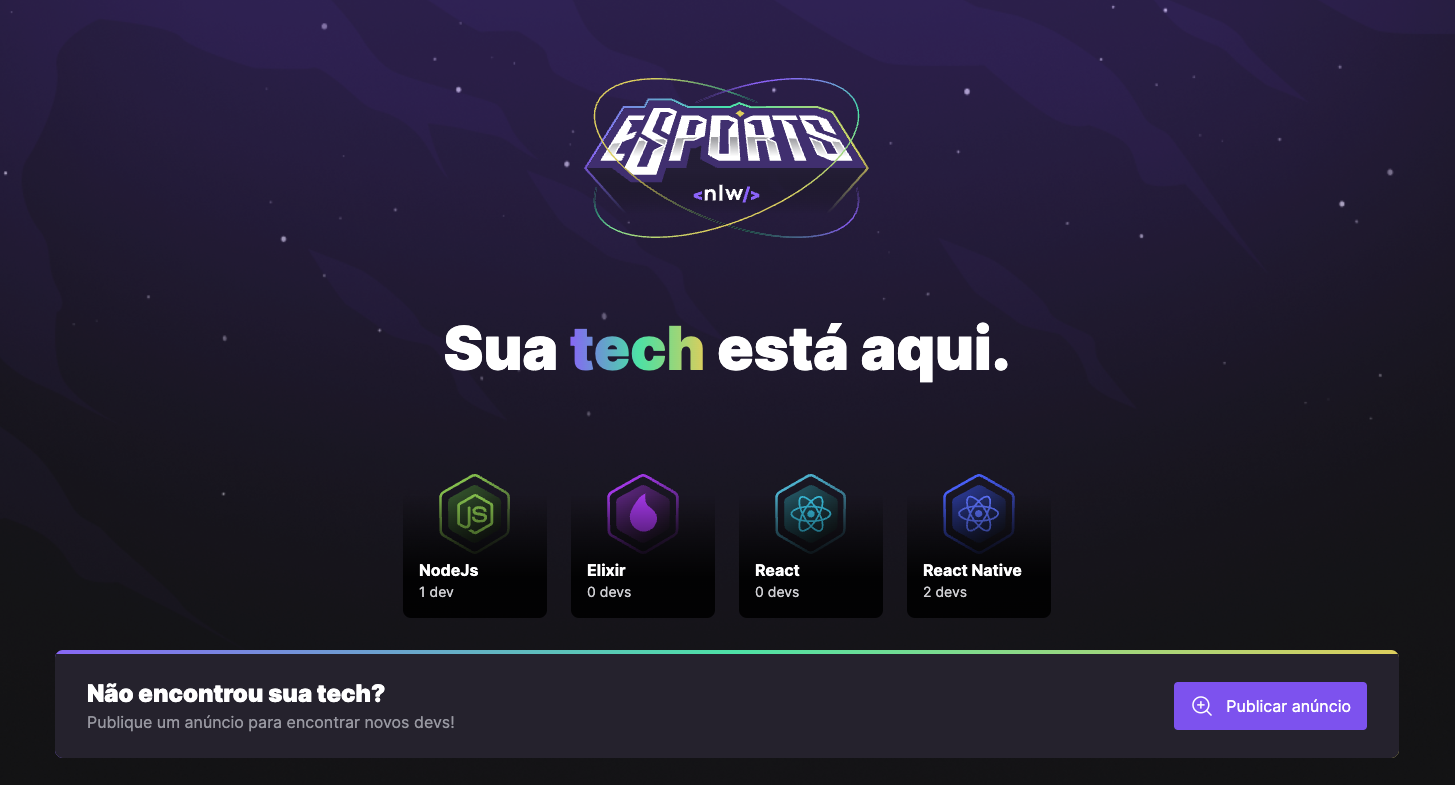 ESPORTS
<nlw/>
Sua tech está aqui.
JS
NodeJs
1 dev
Elixir
0 devs
React
0 devs
React Native
2 devs
Não encontrou sua tech?
Publique um anúncio para encontrar novos devs!
Publicar anúncio